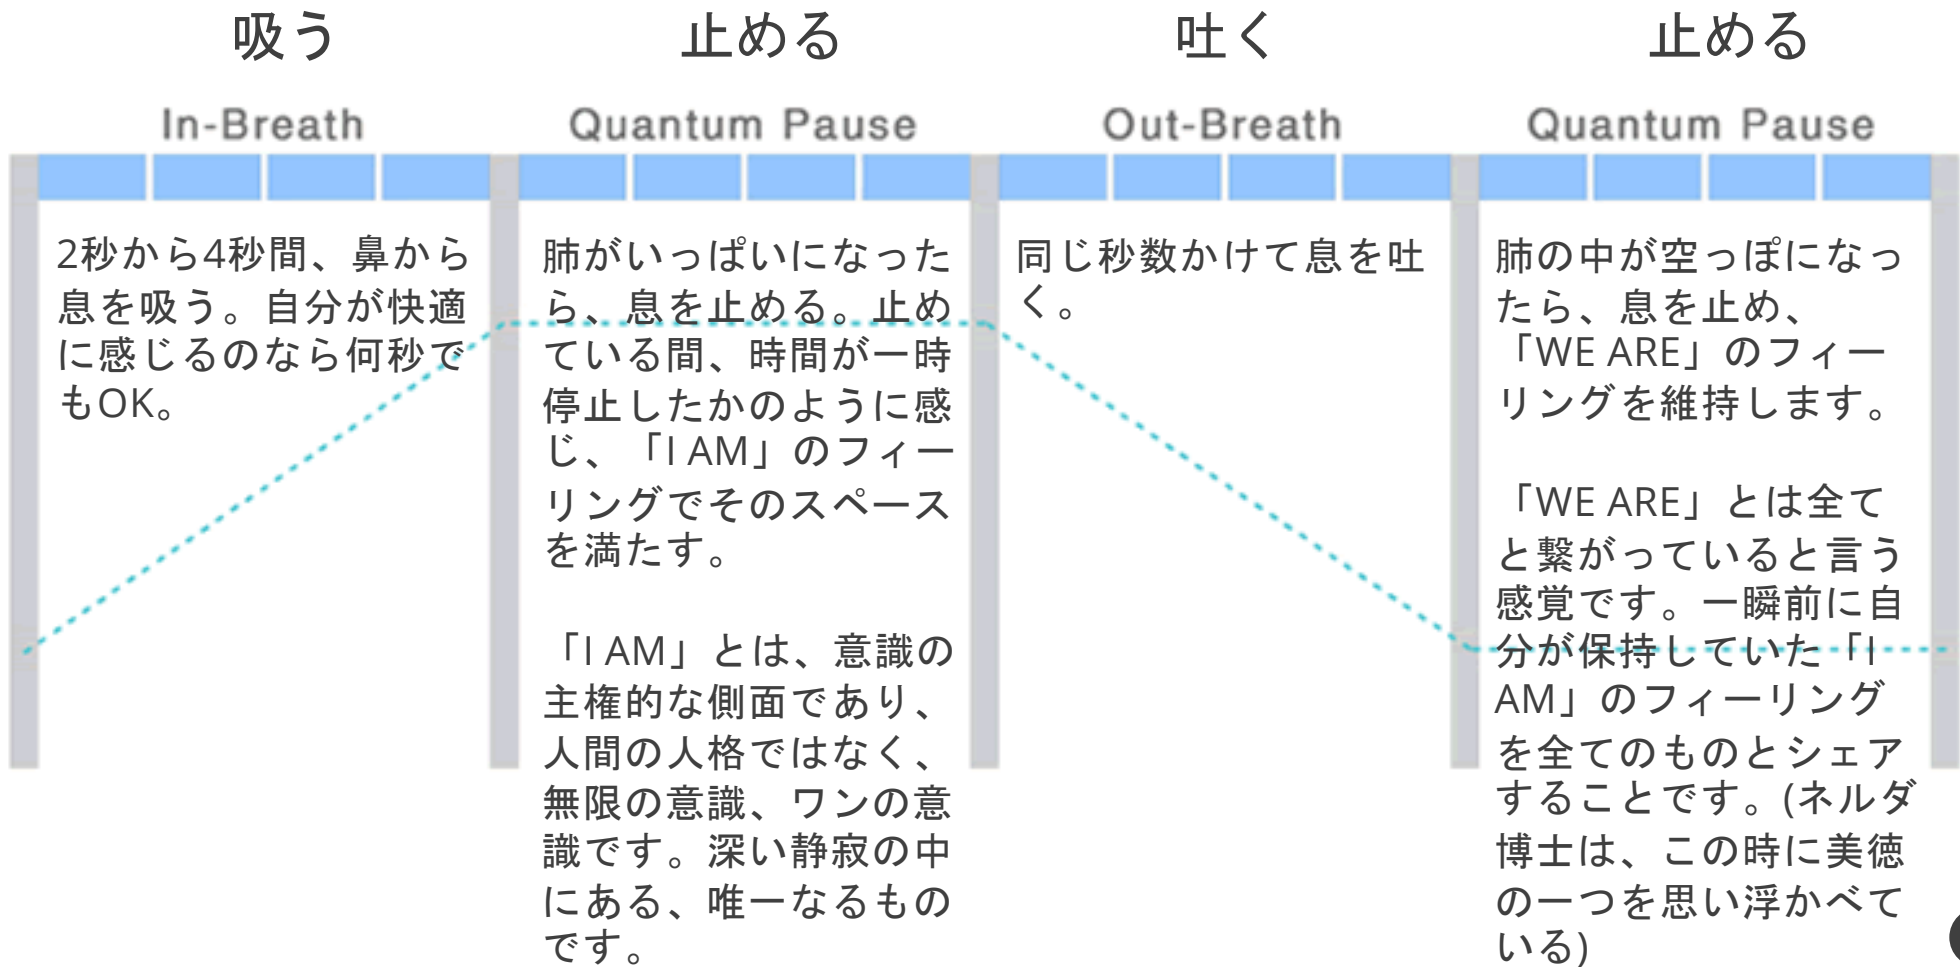 吸う
止める
吐く
止める
In-Breath
Quantum Pause
Out-Breath
Quantum Pause
2秒から4秒間、鼻から
息を吸う。自分が快適
に感じるのなら何秒で
もOK。
肺がいっぱいになった
ら、息を止める。止め
ている間、時間が一時
停止したかのように感
じ、「I AM」のフィー
リングでそのスペース
を満たす。
「I AM」とは、意識の
主権的な側面であり、
人間の人格ではなく、
無限の意識、ワンの意
識です。深い静寂の中
にある、唯一なるもの
です。
同じ秒数かけて息を吐
く。
肺の中が空っぽになっ
たら、息を止め、
「WE ARE」のフィー
リングを維持します。
「WE ARE」とは全て
と繋がっていると言う
感覚です。一瞬前に自
分が保持していた「I
AM」のフィーリング
を全てのものとシェア
することです。(ネルダ
博士は、この時に美徳
の一つを思い浮かべて
いる)